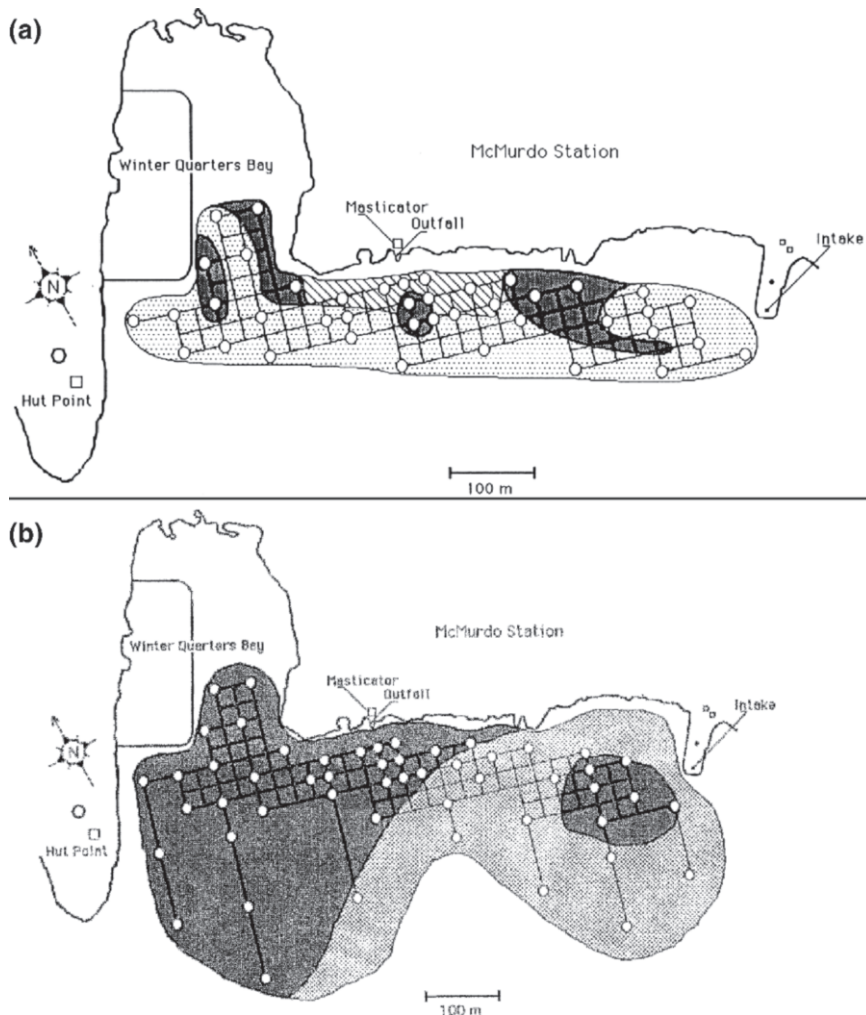 (a)
Winter Quarters Bay
McMurdo Station
Masticator
Outfall
Intake
N
Hut Point
100 m
(b)
McMurdo Station
Winter Quarters Bay
Masticator
Outfall
Intake
N
Hut Point
100 m